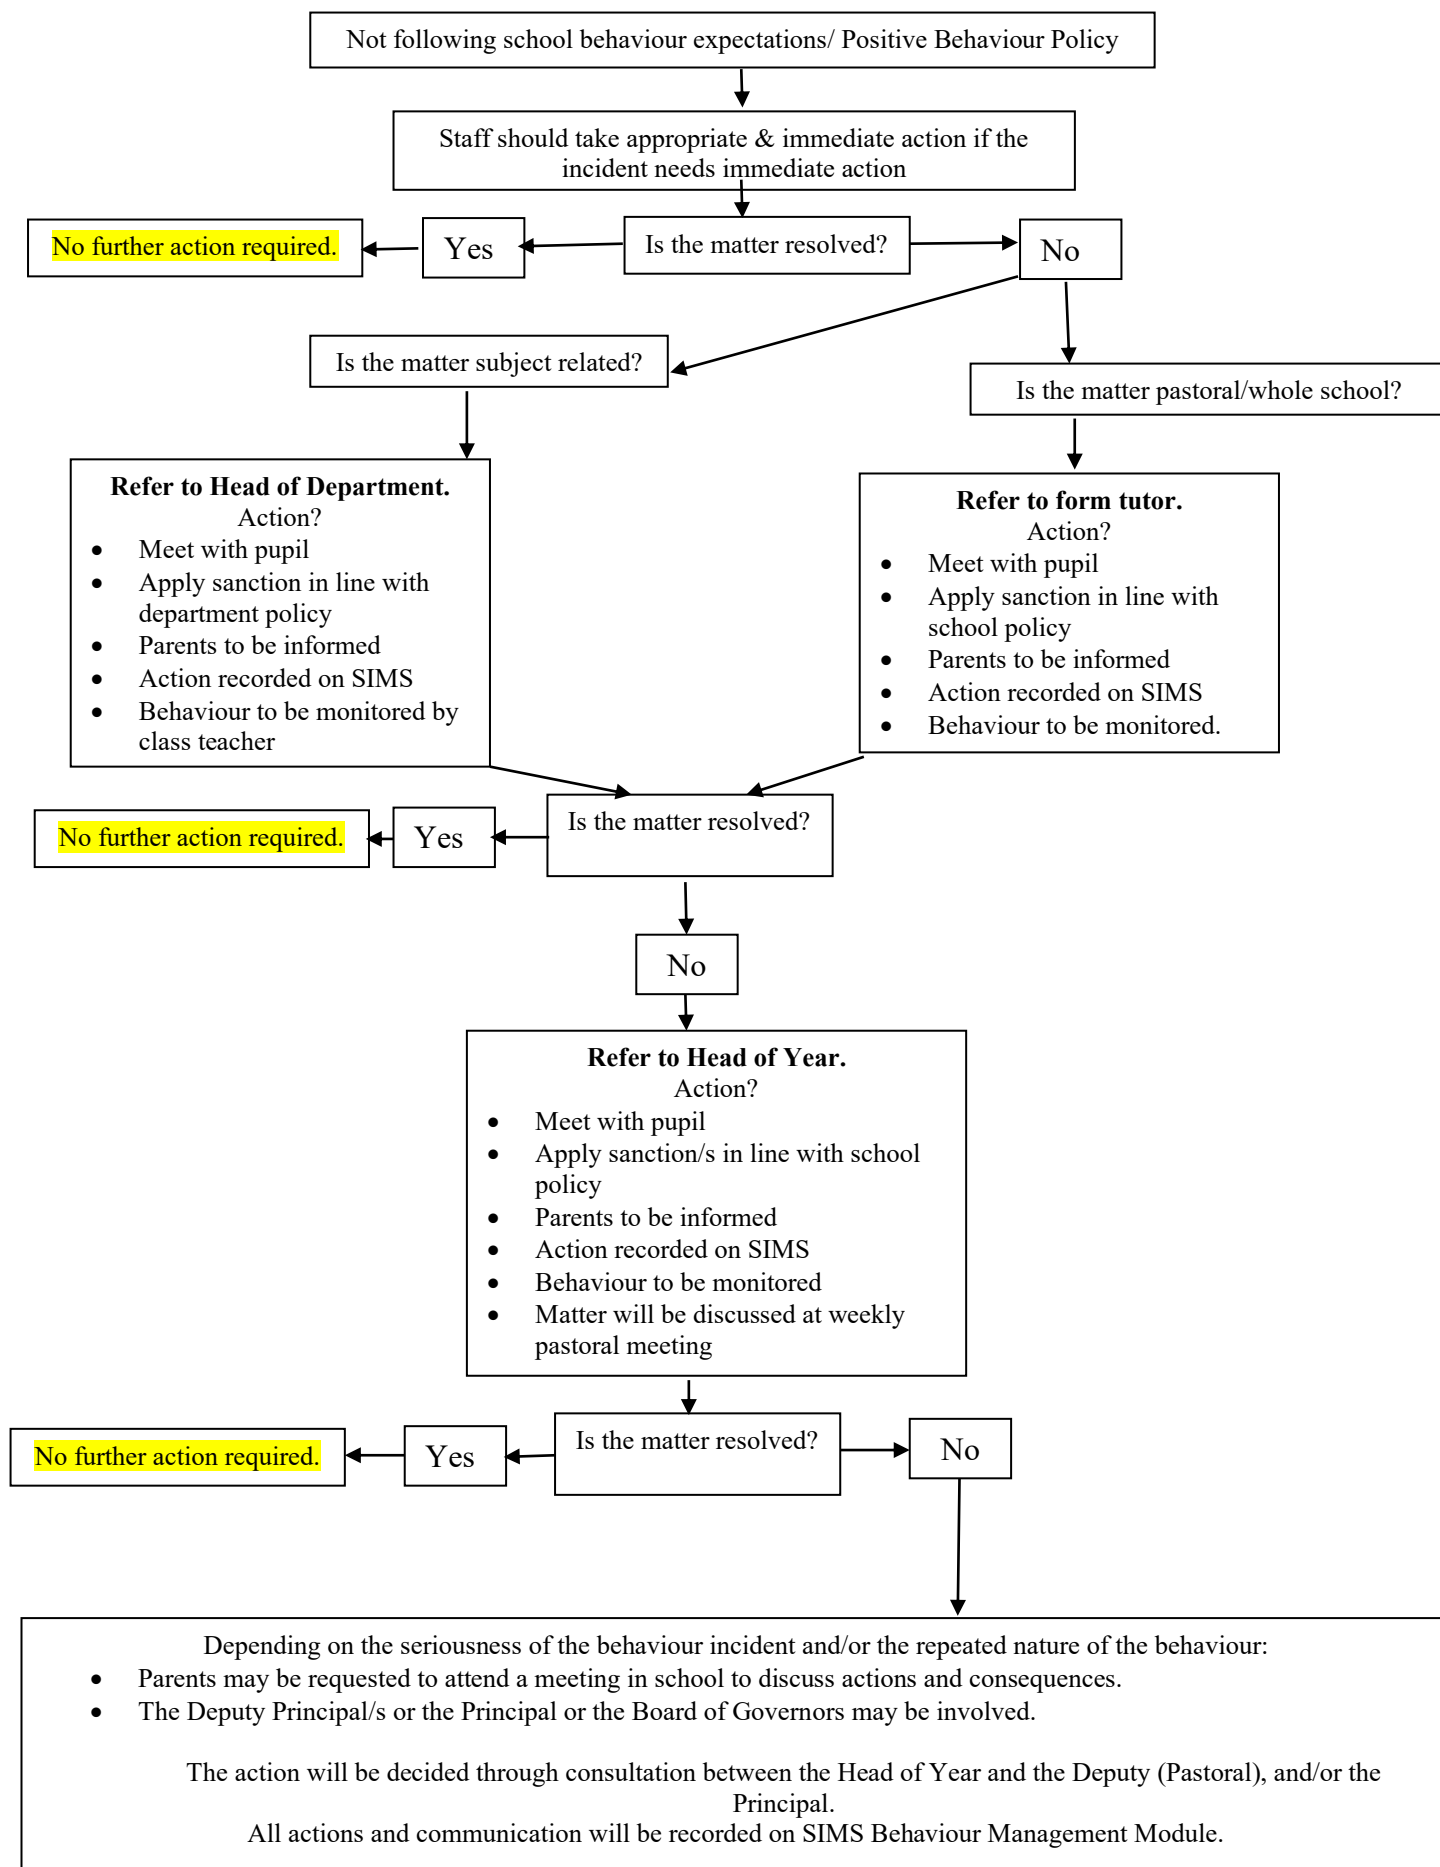 Not following school behaviour expectations/ Positive Behaviour Policy
Staff should take appropriate & immediate action if the
incident needs immediate action
No further action required.
Yes
Is the matter resolved?
No
Is the matter subject related?
Is the matter pastoral/whole school?
Refer to Head of Department.
Action?
• Meet with pupil
• Apply sanction in line with
department policy
• Parents to be informed
• Action recorded on SIMS
• Behaviour to be monitored by
class teacher
Refer to form tutor.
Action?
• Meet with pupil
• Apply sanction in line with
school policy
• Parents to be informed
• Action recorded on SIMS
• Behaviour to be monitored.
No further action required.
Yes
Is the matter resolved?
No
Refer to Head of Year.
Action?
• Meet with pupil
• Apply sanction/s in line with school
policy
• Parents to be informed
• Action recorded on SIMS
• Behaviour to be monitored
• Matter will be discussed at weekly
pastoral meeting
No further action required.
Yes
Is the matter resolved?
No
Depending on the seriousness of the behaviour incident and/or the repeated nature of the behaviour:
• Parents may be requested to attend a meeting in school to discuss actions and consequences.
• The Deputy Principal/s or the Principal or the Board of Governors may be involved.
The action will be decided through consultation between the Head of Year and the Deputy (Pastoral), and/or the
Principal.
All actions and communication will be recorded on SIMS Behaviour Management Module.